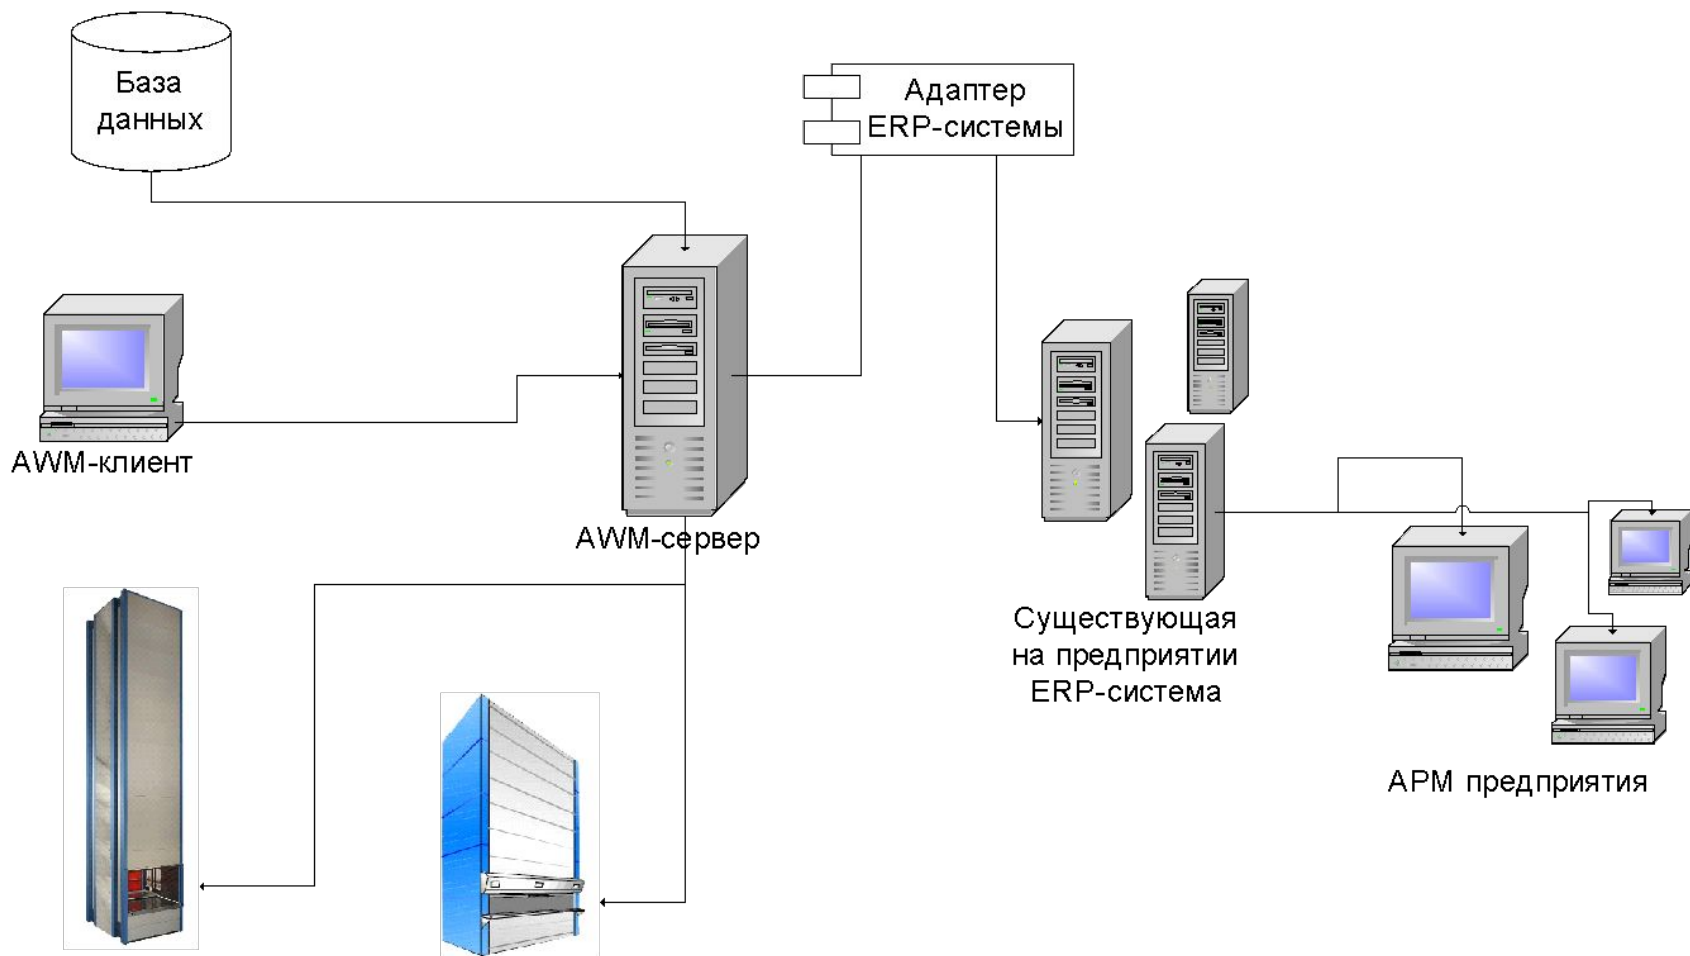 База
данных
Адаптер
ERP-системы
AWM-клиент
AWM-сервер
Существующая
на предприятии
ERP-система
АРМ предприятия